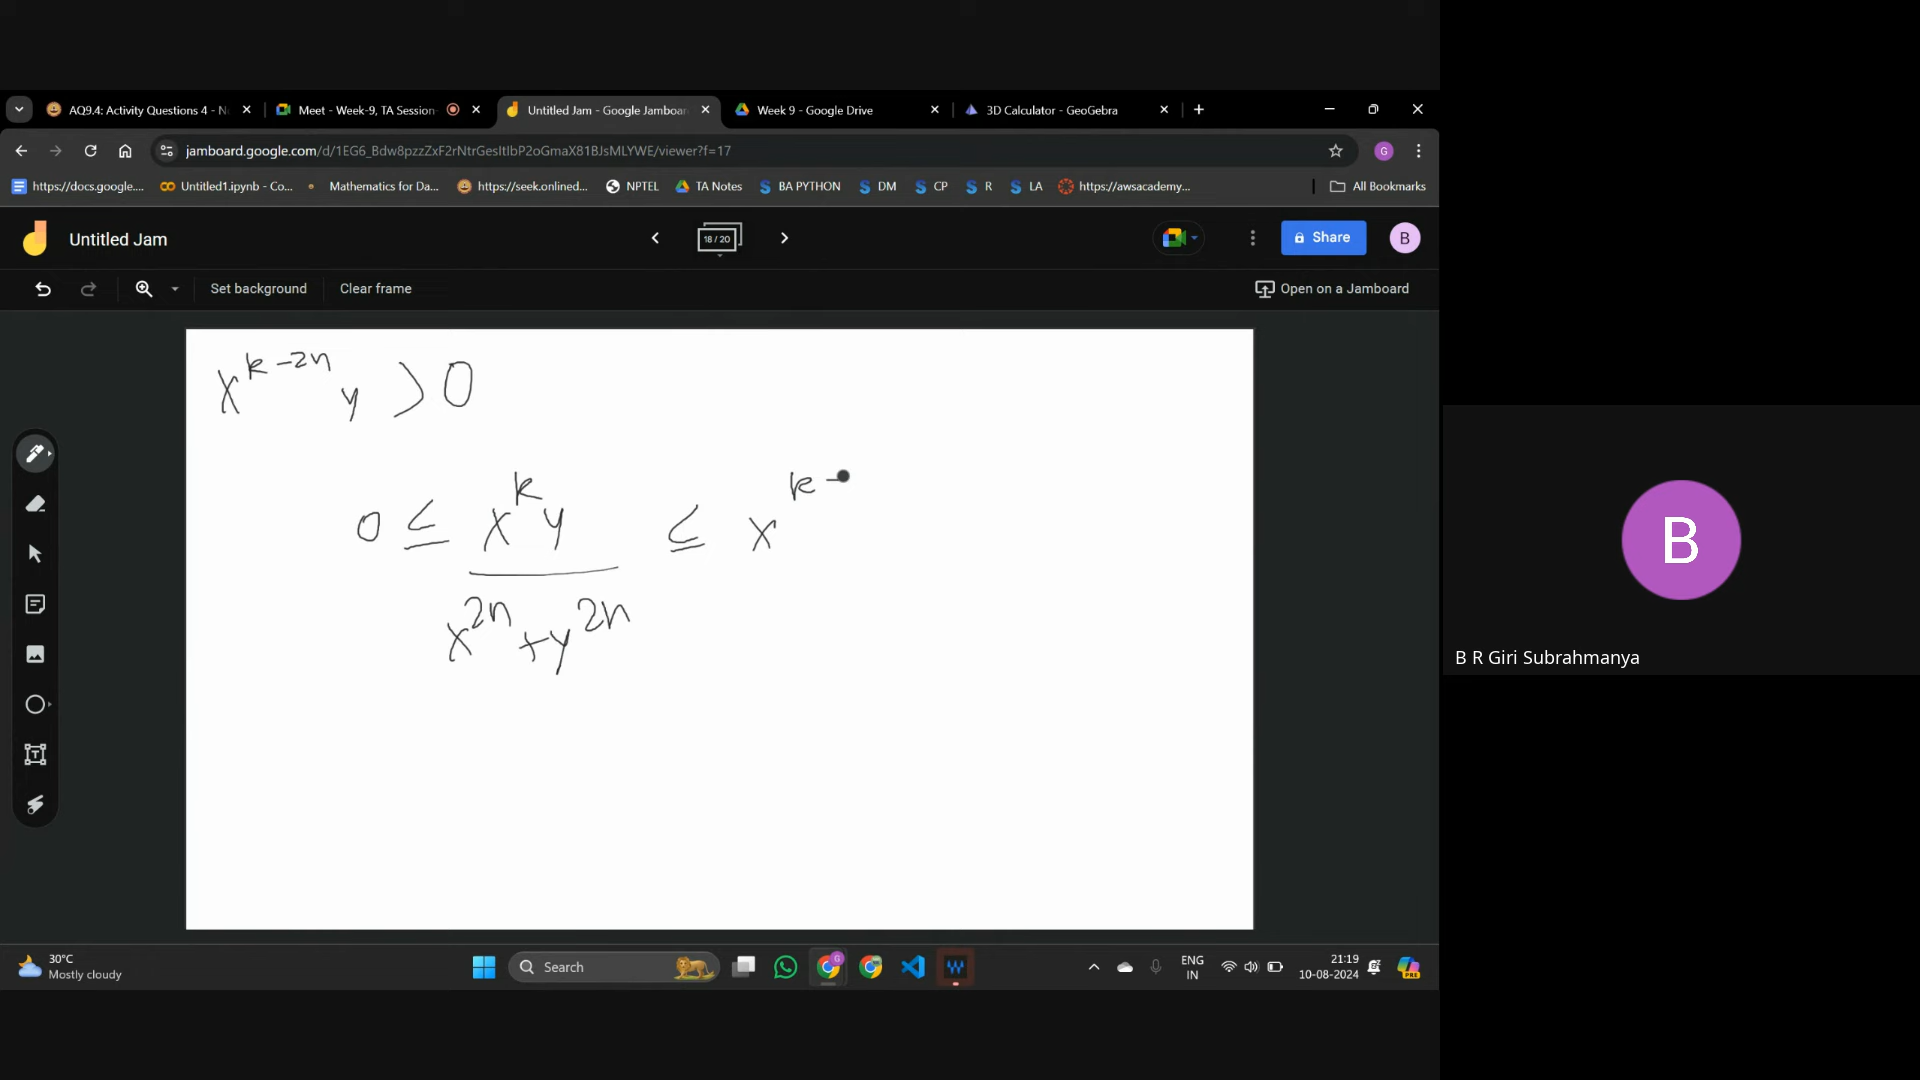 AQ9.4: Activity Questions 4 - N
Meet - Week-9, TA Session
Untitled Jam - Google Jamboar
Week 9 - Google Drive
3D Calculator - GeoGebra
jamboard.google.com/d/1EG6_Bdw8pzzZxF2rNtrGesItIbP2oGmaX81BJsMLYWE/viewer?f=17
G
https://docs.google....
Untitled1.ipynb - Co...
Mathematics for Da...
https://seek.onlined...
NPTEL
TA Notes
BA PYTHON
DM
CP
R
LA
https://awsacademy...
All Bookmarks
Untitled Jam
18 / 20
Share
B
Set background
Clear frame
Open on a Jamboard
x^{k-2n} y > 0
0 ≤ x^k y / (x^{2n} + y^{2n}) ≤ x^{k-
B
B R Giri Subrahmanya
30°C
Mostly cloudy
Search
ENG
IN
21:19
10-08-2024